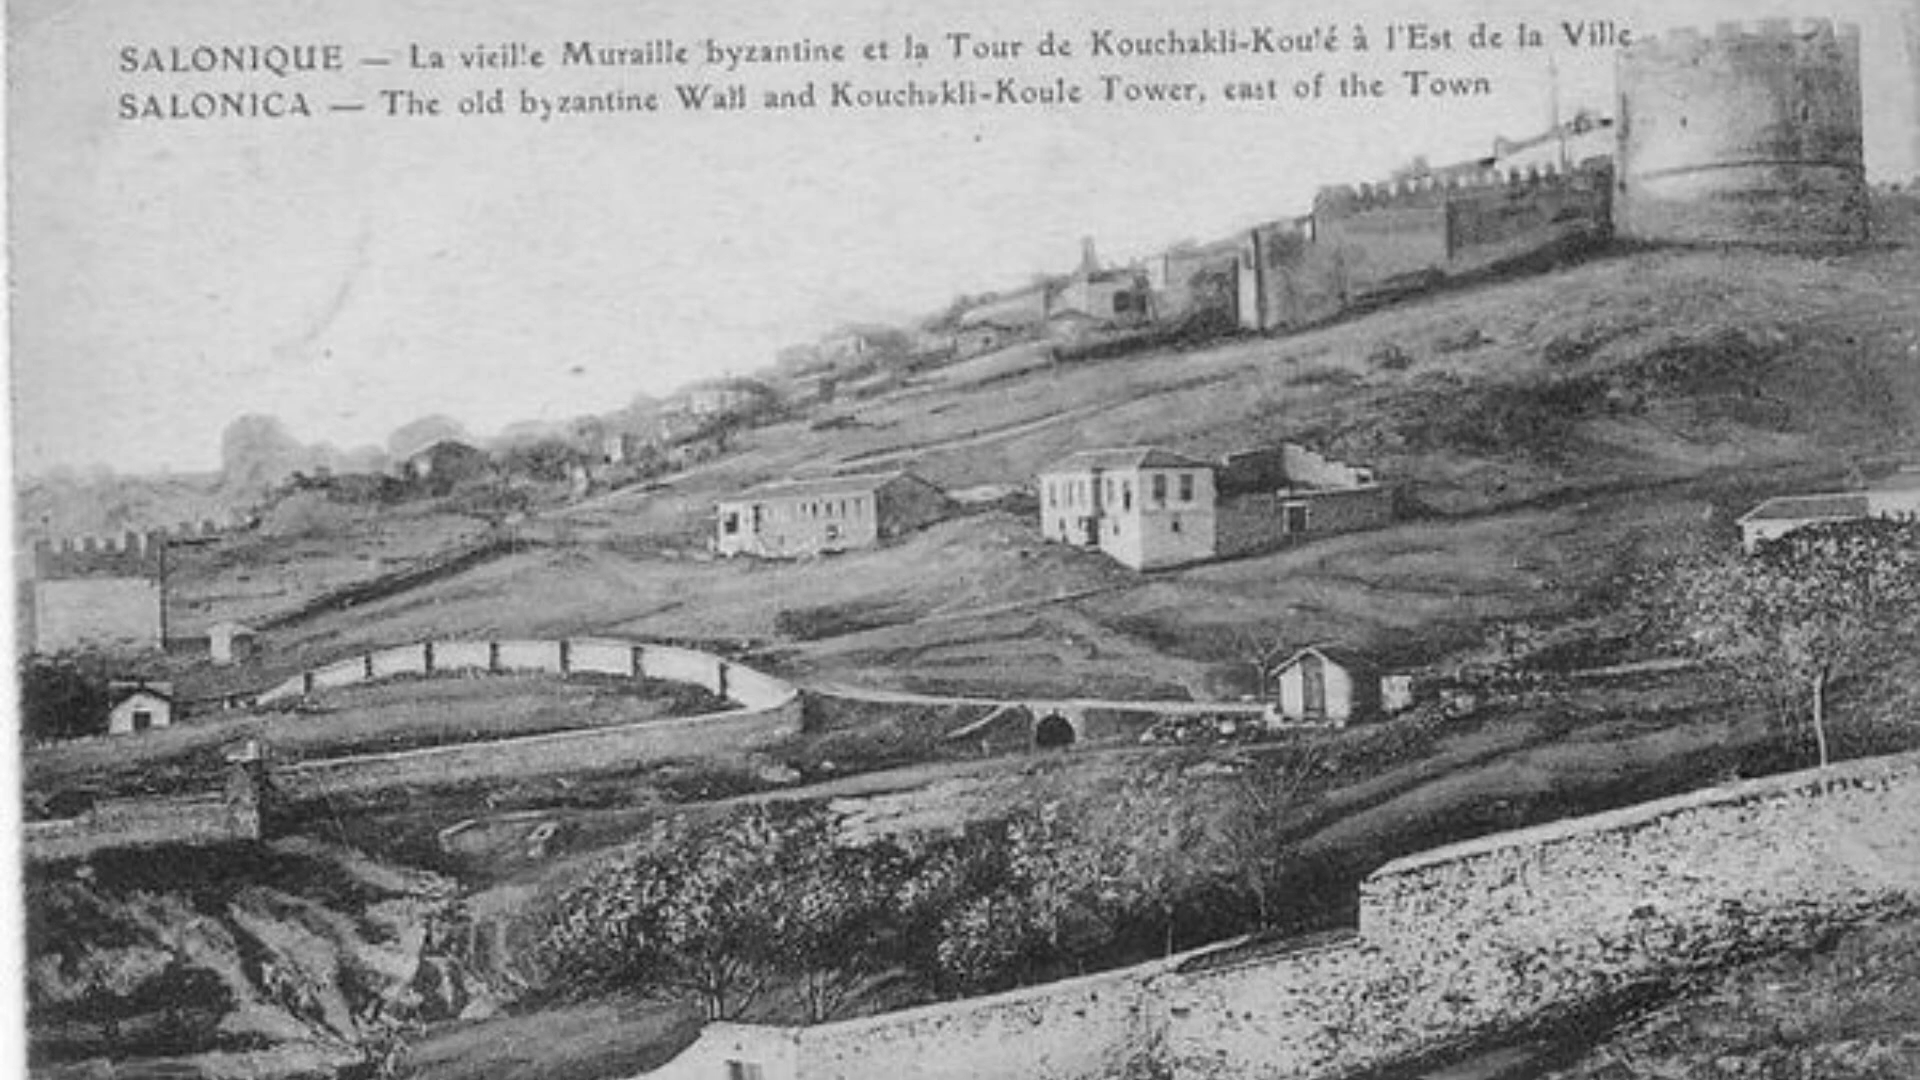 SALONIQUE — La vieille Muraille byzantine et la Tour de Kouchakli-Koulé à l'Est de la Ville
SALONICA — The old byzantine Wall and Kouchakli-Koule Tower, east of the Town